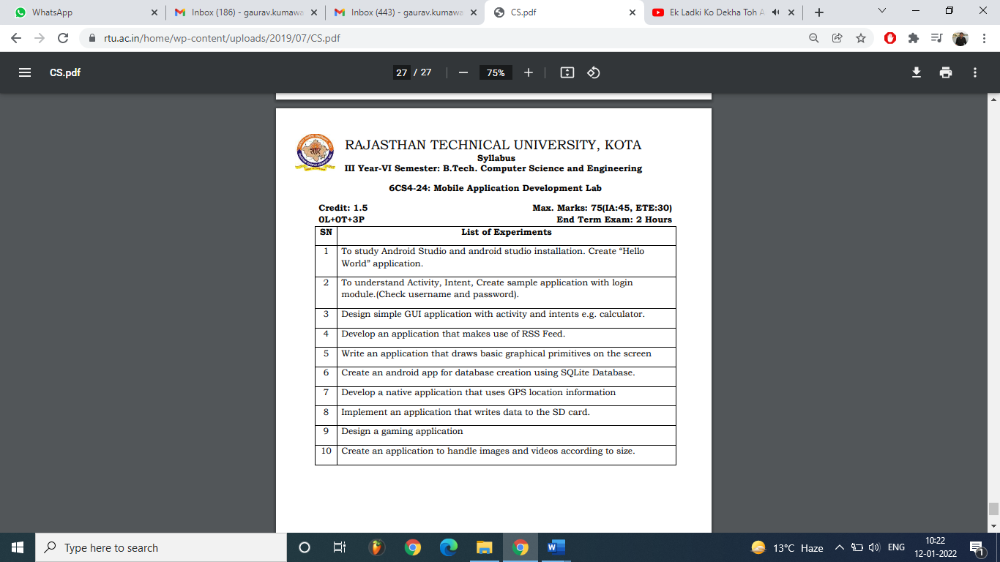 WhatsApp
Inbox (186) - gaurav.kumawa
Inbox (443) - gaurav.kumawa
CS.pdf
Ek Ladki Ko Dekha Toh A
rtu.ac.in/home/wp-content/uploads/2019/07/CS.pdf
CS.pdf
27 / 27
75%
RAJASTHAN TECHNICAL UNIVERSITY, KOTA
Syllabus
III Year-VI Semester: B.Tech. Computer Science and Engineering
6CS4-24: Mobile Application Development Lab
Credit: 1.5 Max. Marks: 75(IA:45, ETE:30)
0L+0T+3P End Term Exam: 2 Hours
SN List of Experiments
1 To study Android Studio and android studio installation. Create “Hello
World” application.
2 To understand Activity, Intent, Create sample application with login
module.(Check username and password).
3 Design simple GUI application with activity and intents e.g. calculator.
4 Develop an application that makes use of RSS Feed.
5 Write an application that draws basic graphical primitives on the screen
6 Create an android app for database creation using SQLite Database.
7 Develop a native application that uses GPS location information
8 Implement an application that writes data to the SD card.
9 Design a gaming application
10 Create an application to handle images and videos according to size.
Type here to search
13°C Haze
ENG
10:22
12-01-2022
1